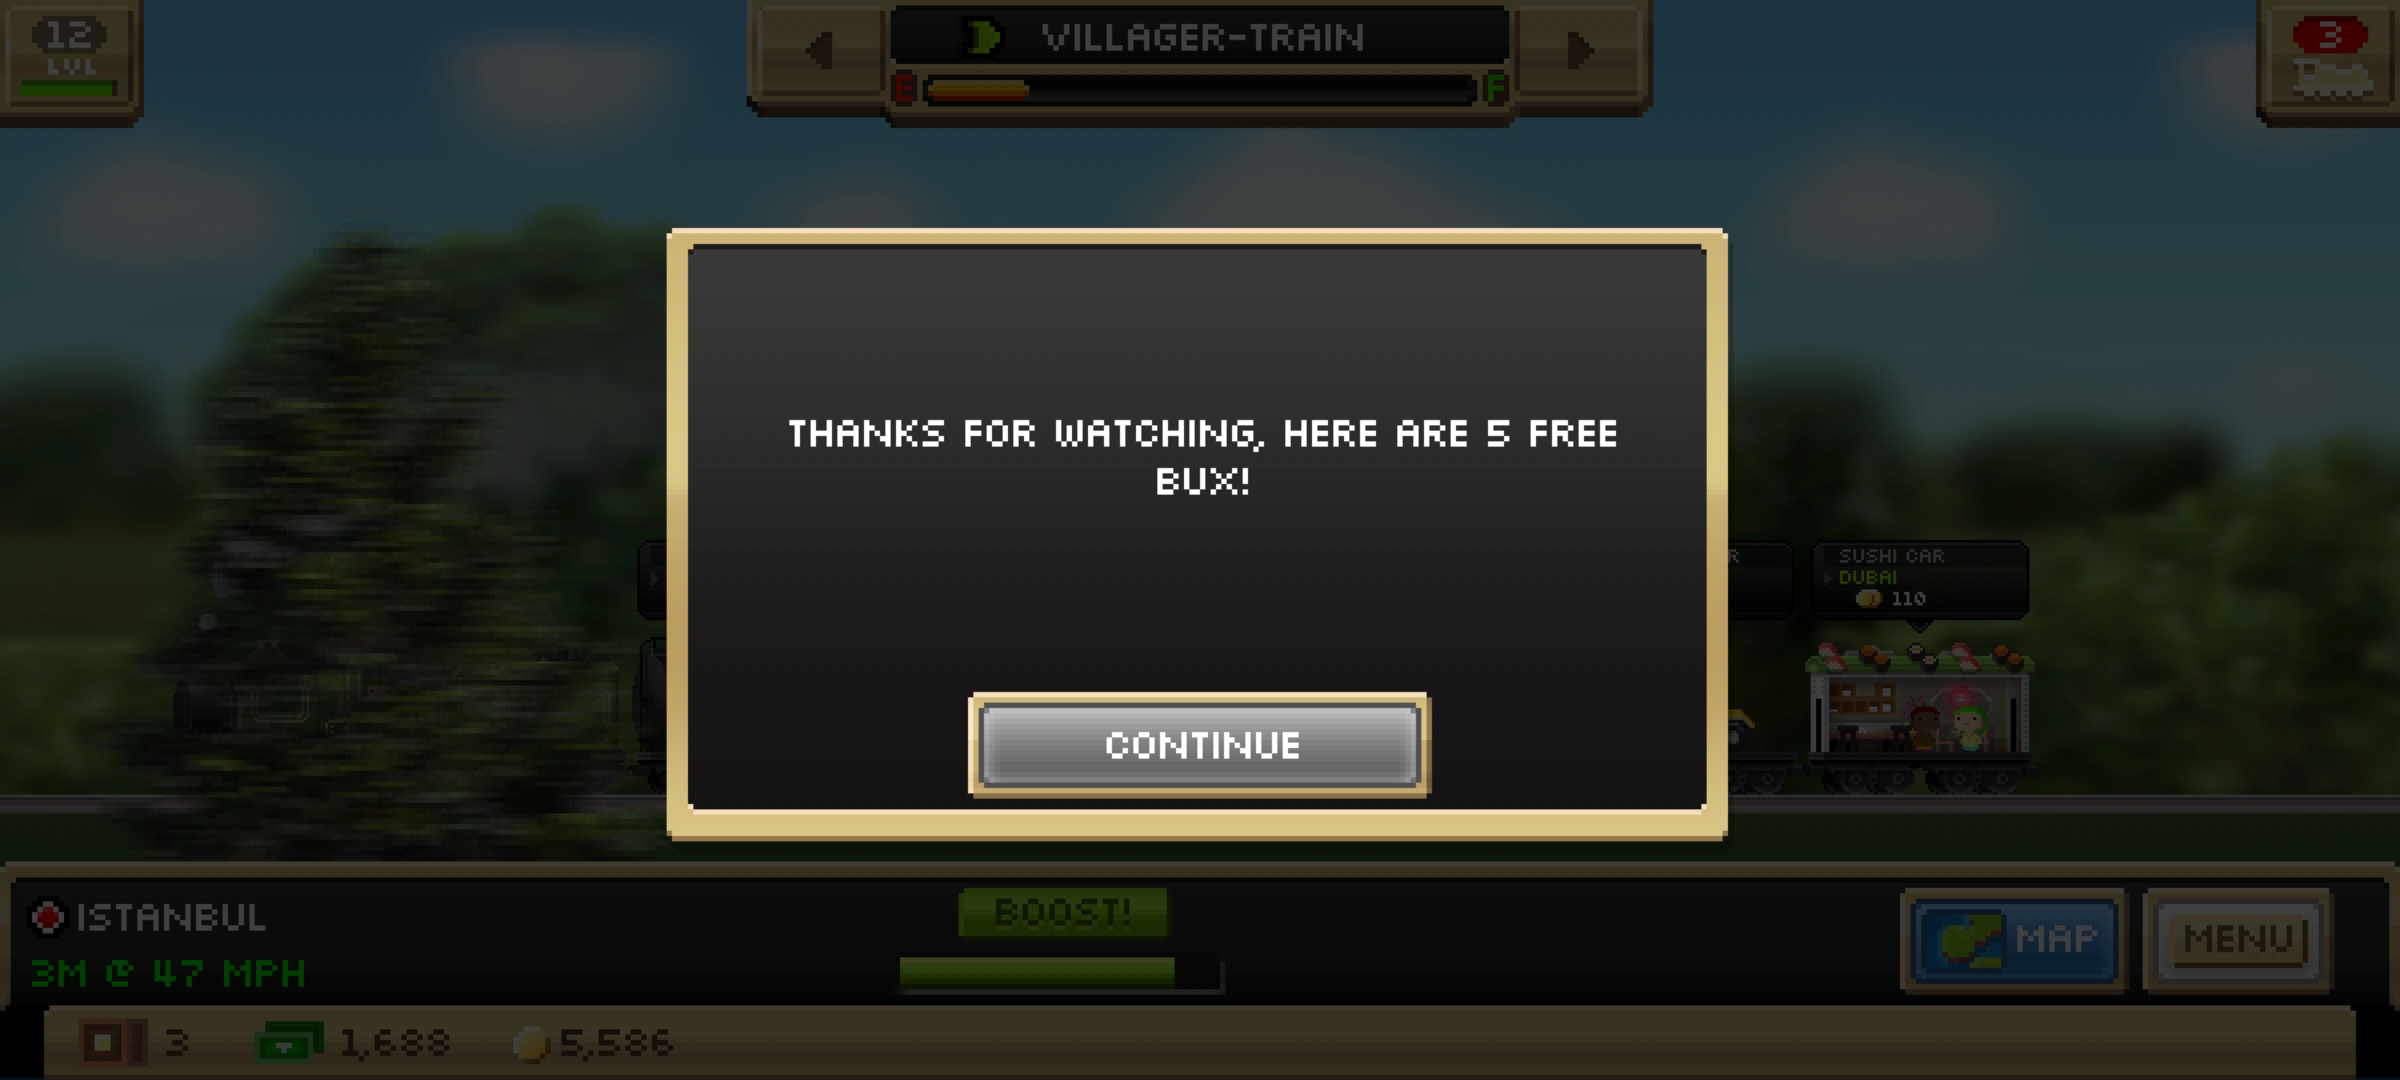 12
LVL
VILLAGER-TRAIN
E
F
3
THANKS FOR WATCHING, HERE ARE 5 FREE
BUX!
CONTINUE
R
SUSHI CAR
DUBAI
110
ISTANBUL
3M @ 47 MPH
BOOST!
MAP
MENU
3
1,688
5,586